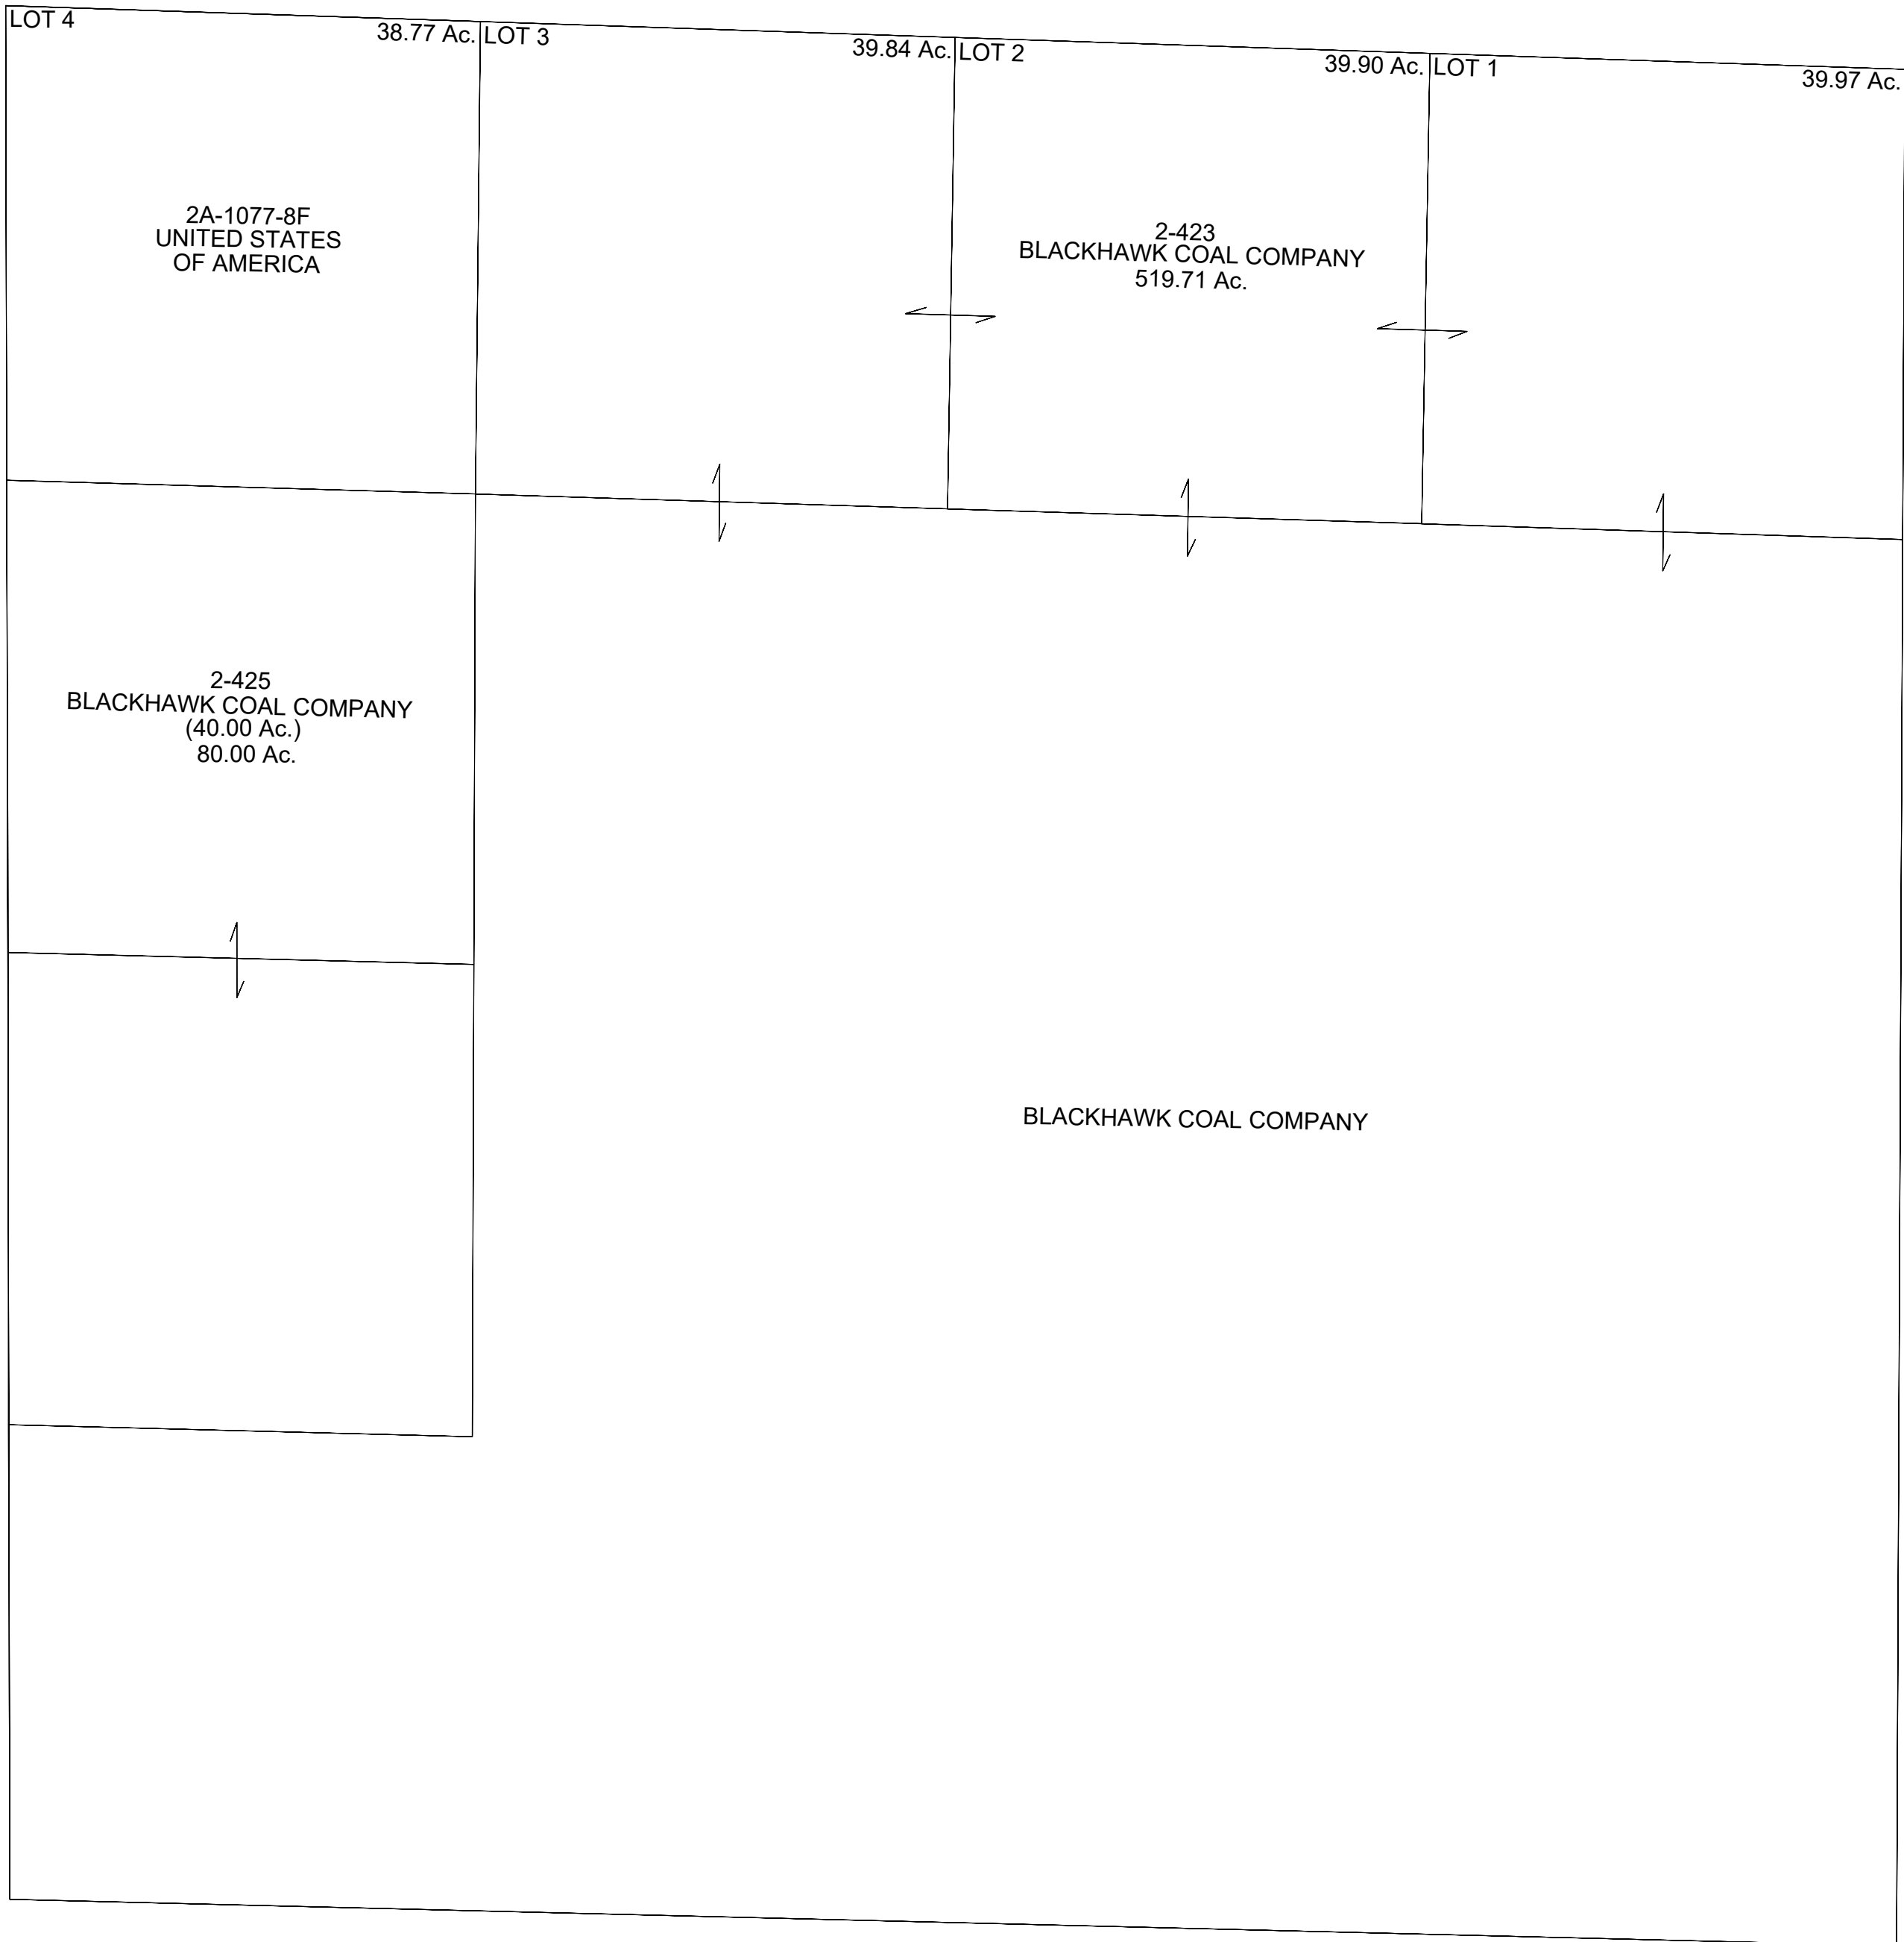 LOT 4
38.77 Ac.
LOT 3
39.84 Ac.
LOT 2
39.90 Ac.
LOT 1
39.97 Ac.
2A-1077-8F
UNITED STATES
OF AMERICA
2-423
BLACKHAWK COAL COMPANY
519.71 Ac.
2-425
BLACKHAWK COAL COMPANY
(40.00 Ac.)
80.00 Ac.
BLACKHAWK COAL COMPANY